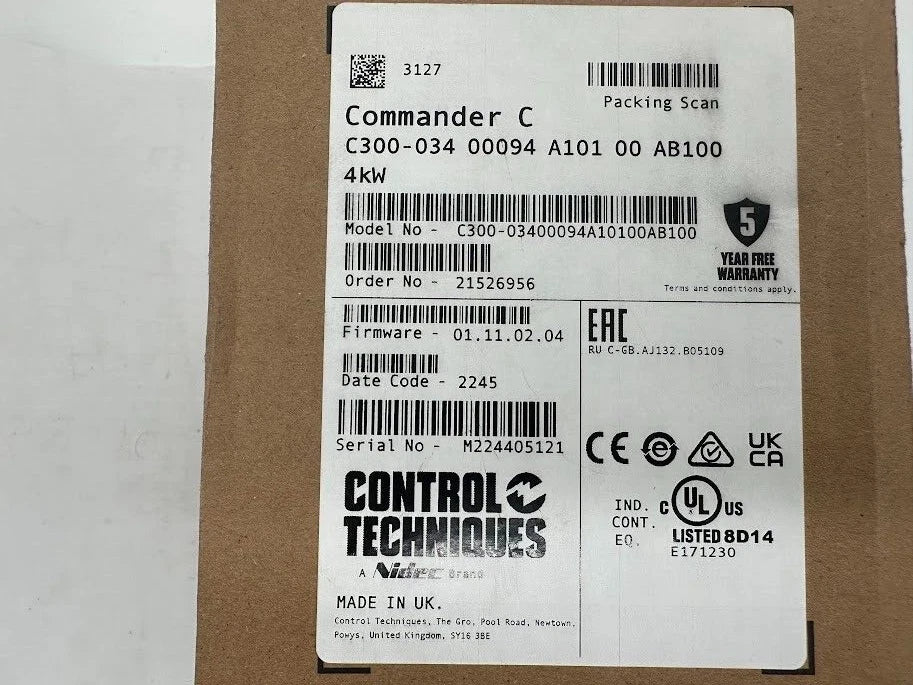 3127
Packing Scan
Commander C
C300-034 00094 A101 00 AB100
4kW
Model No - C300-03400094A10100AB100
5
YEAR FREE
WARRANTY
Terms and conditions apply.
Order No - 21526956
Firmware - 01.11.02.04
Date Code - 2245
Serial No - M224405121
CONTROL
TECHNIQUES
A Nidec Brand
MADE IN UK.
Control Techniques, The Gro, Pool Road, Newtown,
Powys, United Kingdom, SY16 3BE
EAC
RU C-GB.AJ132.B05109
CE e UK
CA
IND.
CONT.
EQ.
C UL US
LISTED 8D14
E171230